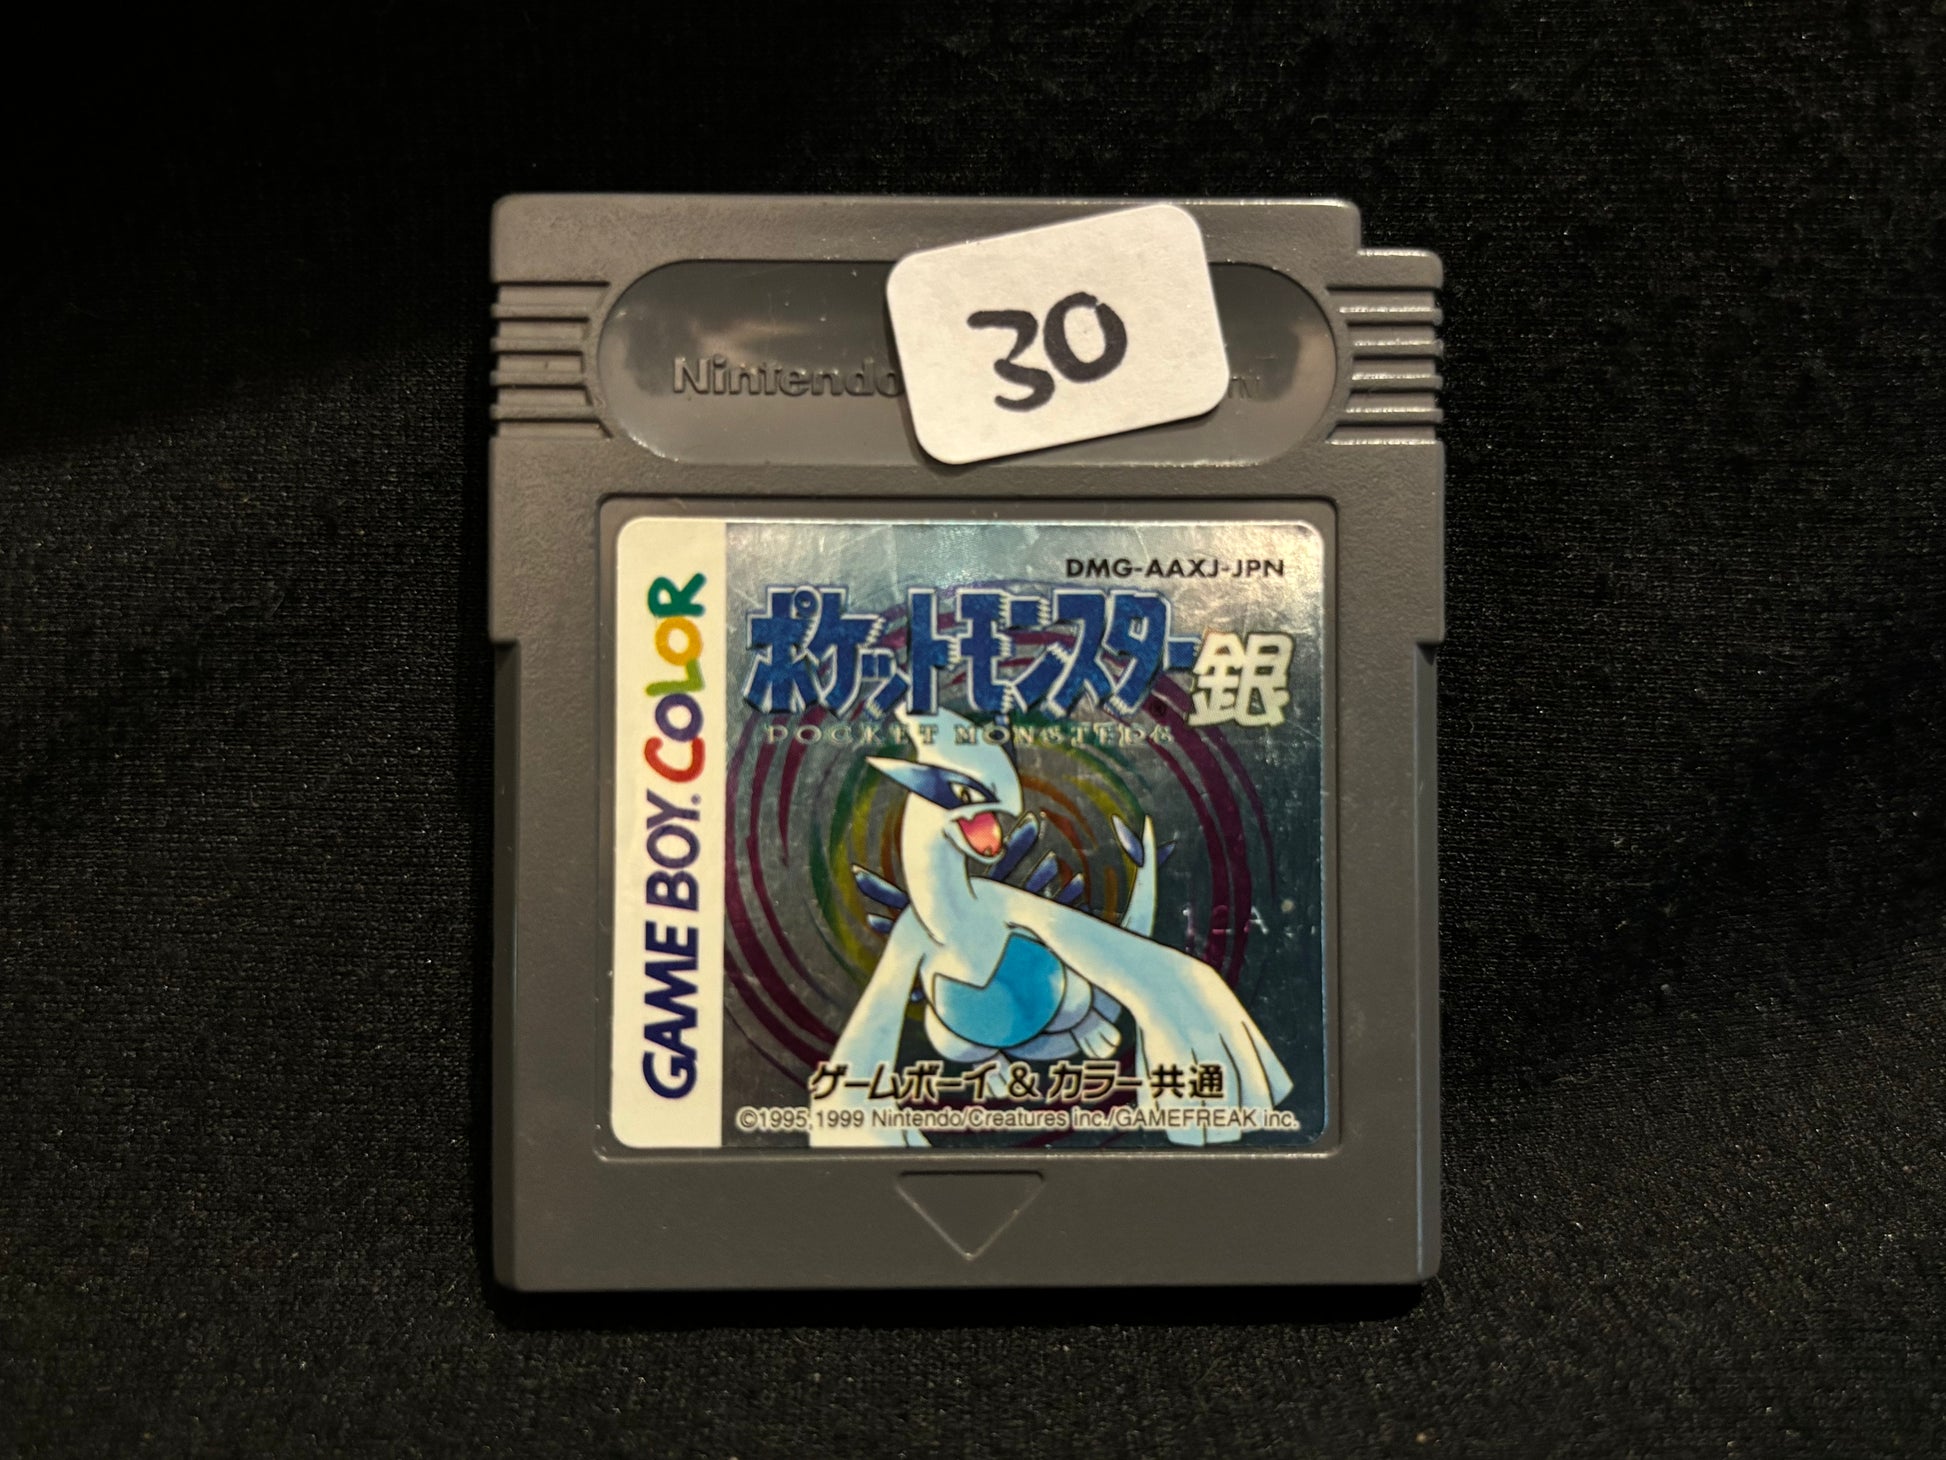 30
Nintendo
TM
DMG-AAXJ-JPN
ポケットモンスター銀
POCKET MONSTERS
GAME BOY COLOR
ゲームボーイ & カラー共通
©1995,1999 Nintendo/Creatures inc./GAMEFREAK inc.